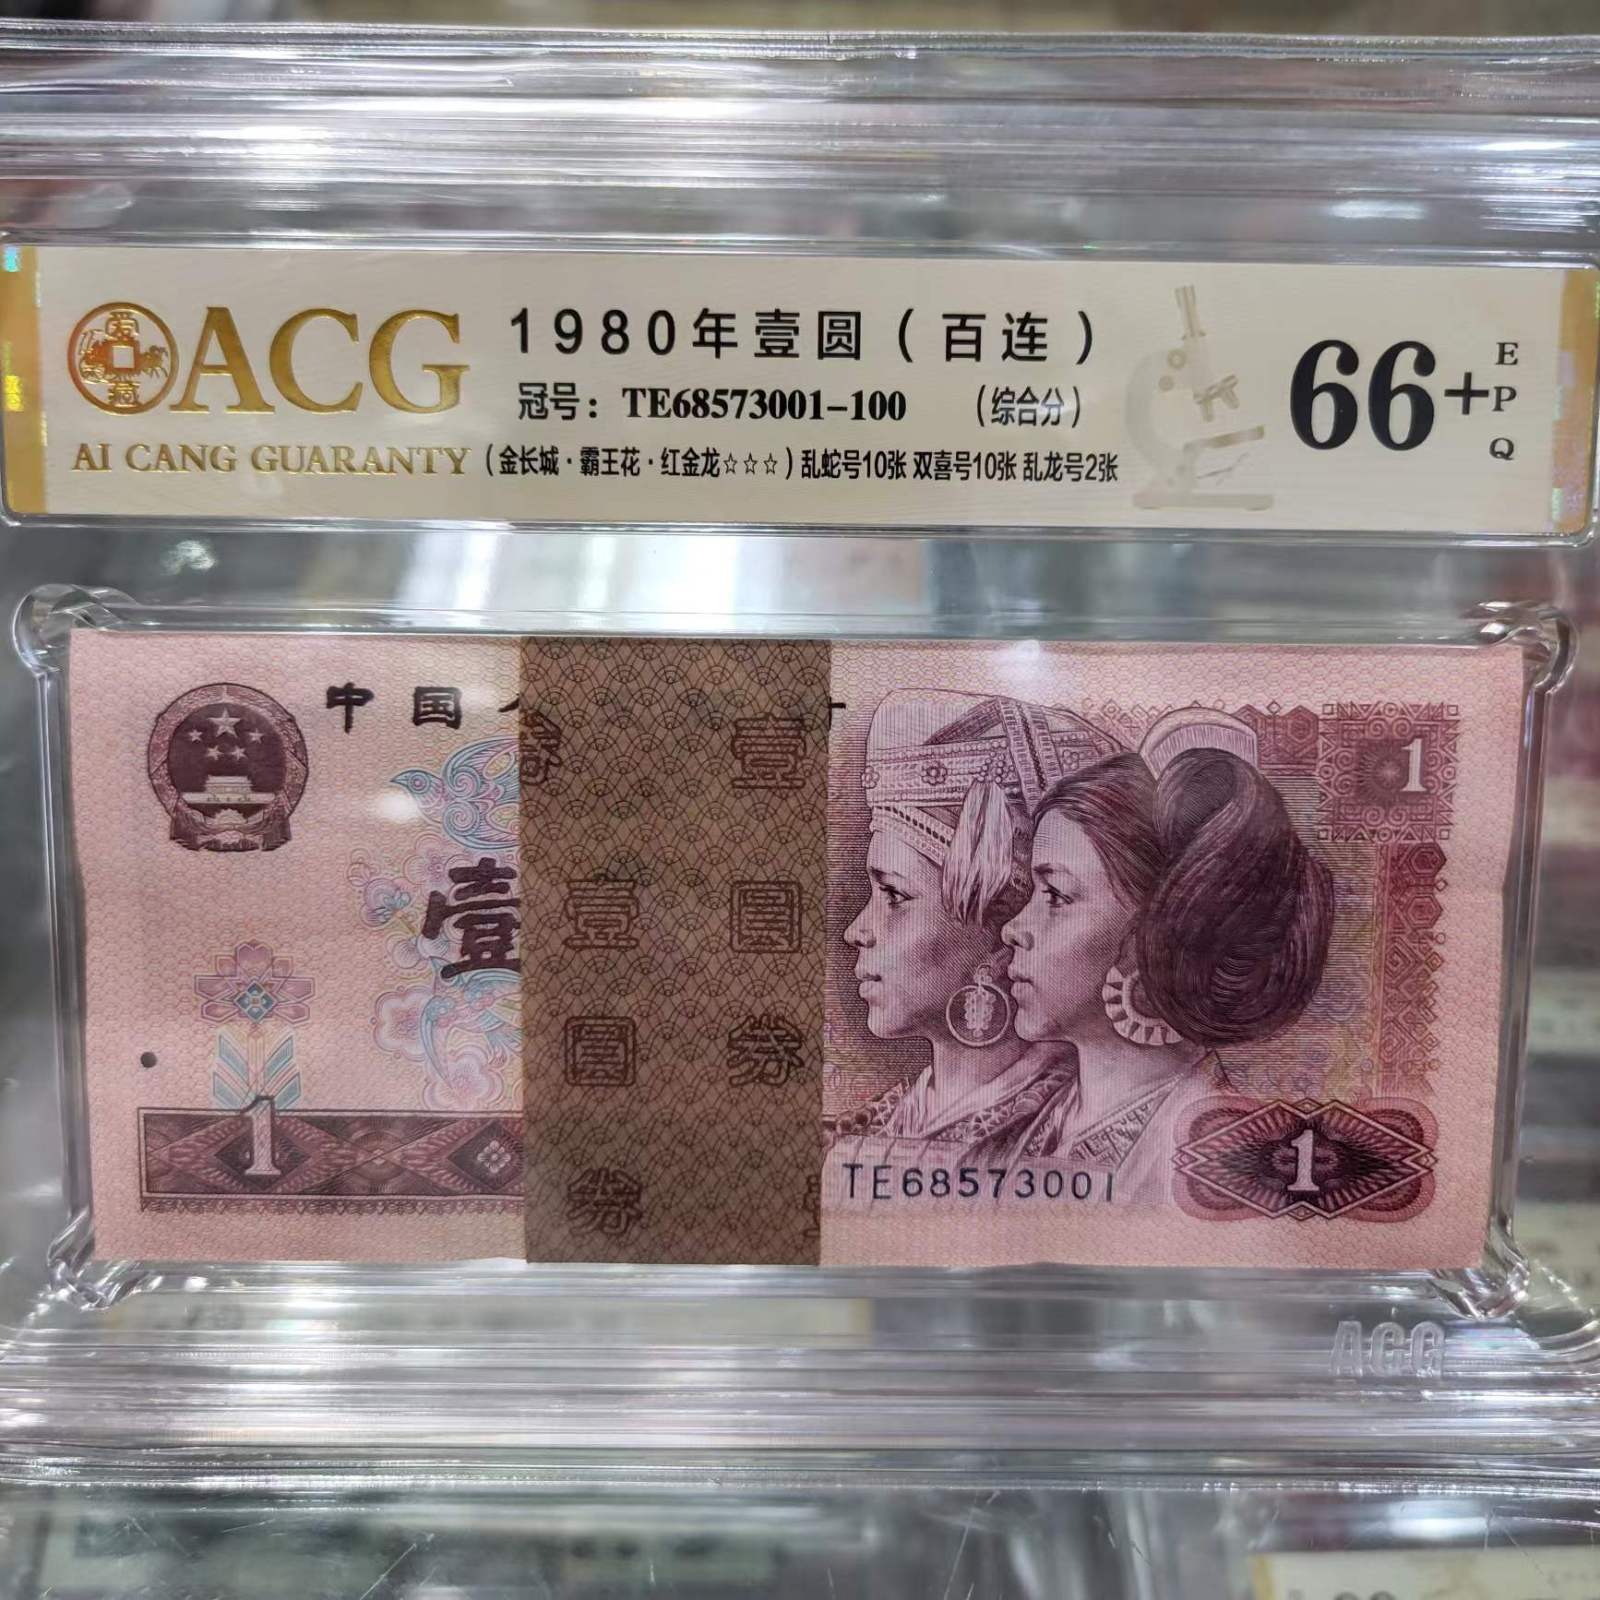 爱藏
ACG
AI CANG GUARANTY
1980年壹圆（百连）
冠号：TE68573001-100 （综合分）
（金长城·霸王花·红金龙☆☆☆）乱蛇号10张 双喜号10张 乱龙号2张
66+
EPQ
中国
壹
1
壹圆券
壹圆券
1
TE68573001
1
ACG